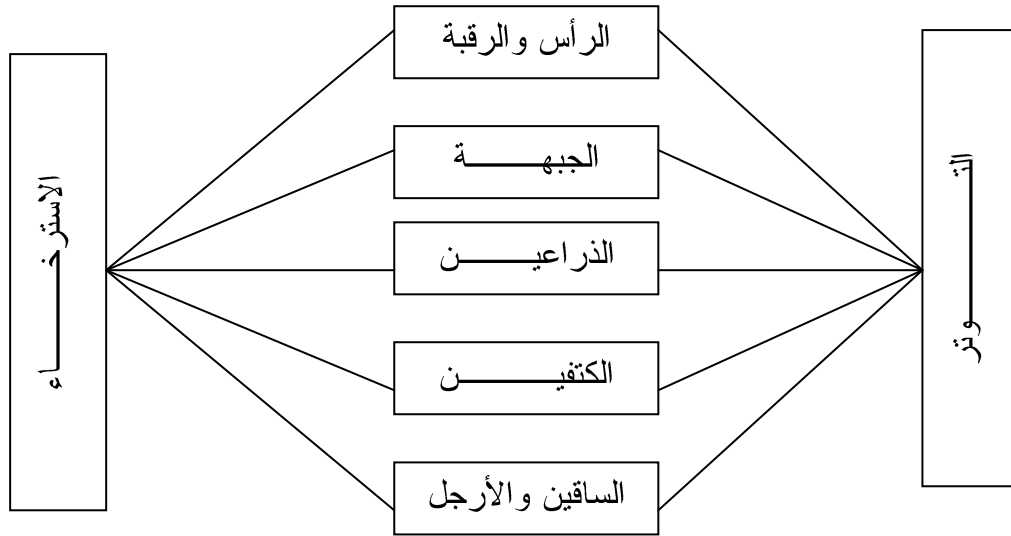 التوتر
الرأس والرقبة
الجبهة
الذراعين
الكتفين
الساقين والأرجل
الاسترخاء